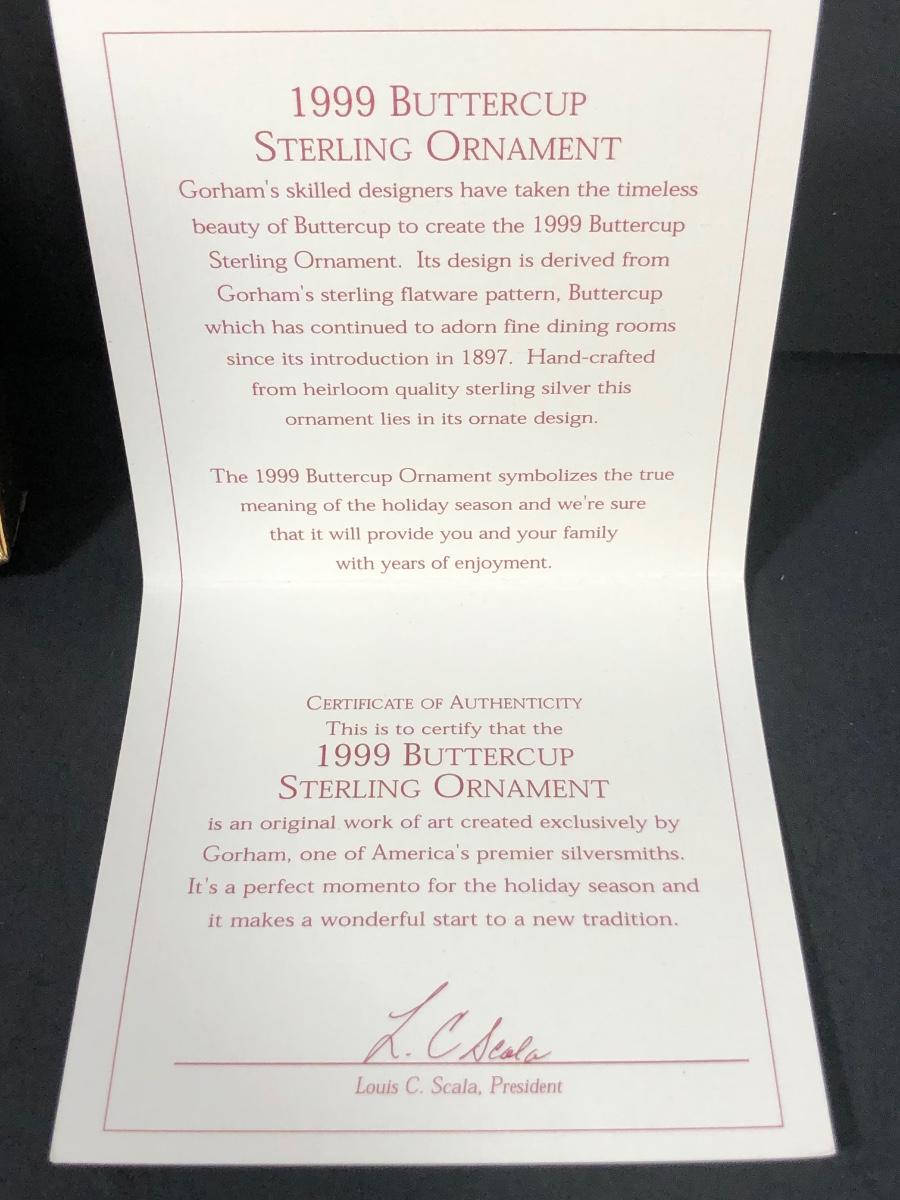 1999 BUTTERCUP
STERLING ORNAMENT
Gorham's skilled designers have taken the timeless
beauty of Buttercup to create the 1999 Buttercup
Sterling Ornament. Its design is derived from
Gorham's sterling flatware pattern, Buttercup
which has continued to adorn fine dining rooms
since its introduction in 1897. Hand-crafted
from heirloom quality sterling silver this
ornament lies in its ornate design.
The 1999 Buttercup Ornament symbolizes the true
meaning of the holiday season and we're sure
that it will provide you and your family
with years of enjoyment.
CERTIFICATE OF AUTHENTICITY
This is to certify that the
1999 BUTTERCUP
STERLING ORNAMENT
is an original work of art created exclusively by
Gorham, one of America's premier silversmiths.
It's a perfect momento for the holiday season and
it makes a wonderful start to a new tradition.
L. C Scala
Louis C. Scala, President